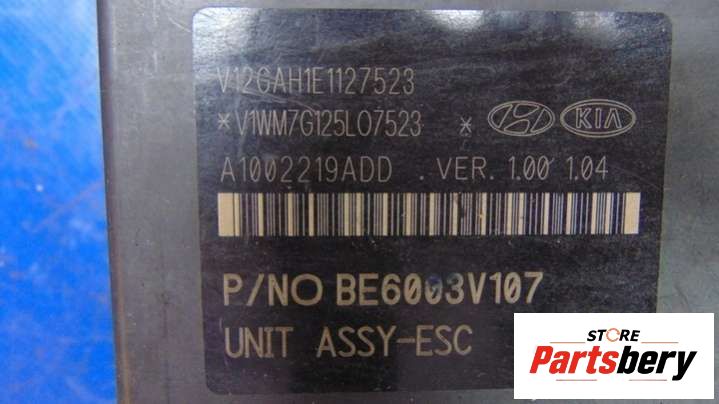 V12GAH1E1127523
*V1WM7G125L07523 *
KIA
A1002219ADD . VER. 1.00 1.04
P/NO BE6003V107
UNIT ASSY-ESC
STORE
Partsbery